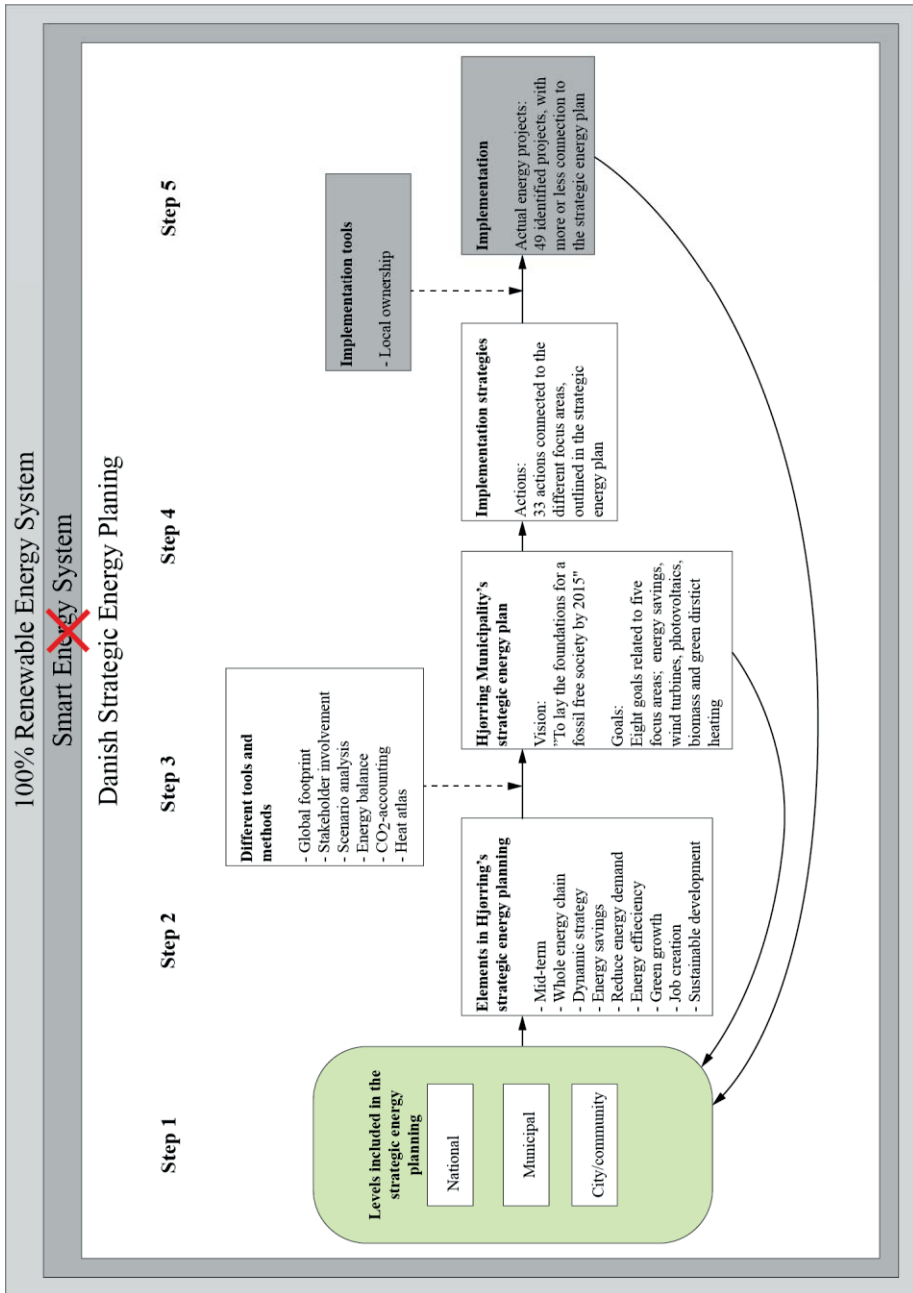 100% Renewable Energy System
Smart Energy System
Danish Strategic Energy Planing
Step 1
Step 2
Step 3
Step 4
Step 5
Levels included in the
strategic energy
planning
National
Municipal
City/community
Elements in Hjorring's
strategic energy planning
- Mid-term
- Whole energy chain
- Dynamic strategy
- Energy savings
- Reduce energy demand
- Energy effieciency
- Green growth
- Job creation
- Sustainable development
Different tools and
methods
- Global footprint
- Stakeholder involvement
- Scenario analysis
- Energy balance
- CO2-accounting
- Heat atlas
Hjorring Municipality's
strategic energy plan
Vision:
"To lay the foundations for a
fossil free society by 2015"
Goals:
Eight goals related to five
focus areas; energy savings,
wind turbines, photovoltaics,
biomass and green dirstict
heating
Implementation strategies
Actions:
33 actions connected to the
different focus areas,
outlined in the strategic
energy plan
Implementation tools
- Local ownership
Implementation
Actual energy projects:
49 identified projects, with
more or less connection to
the strategic energy plan